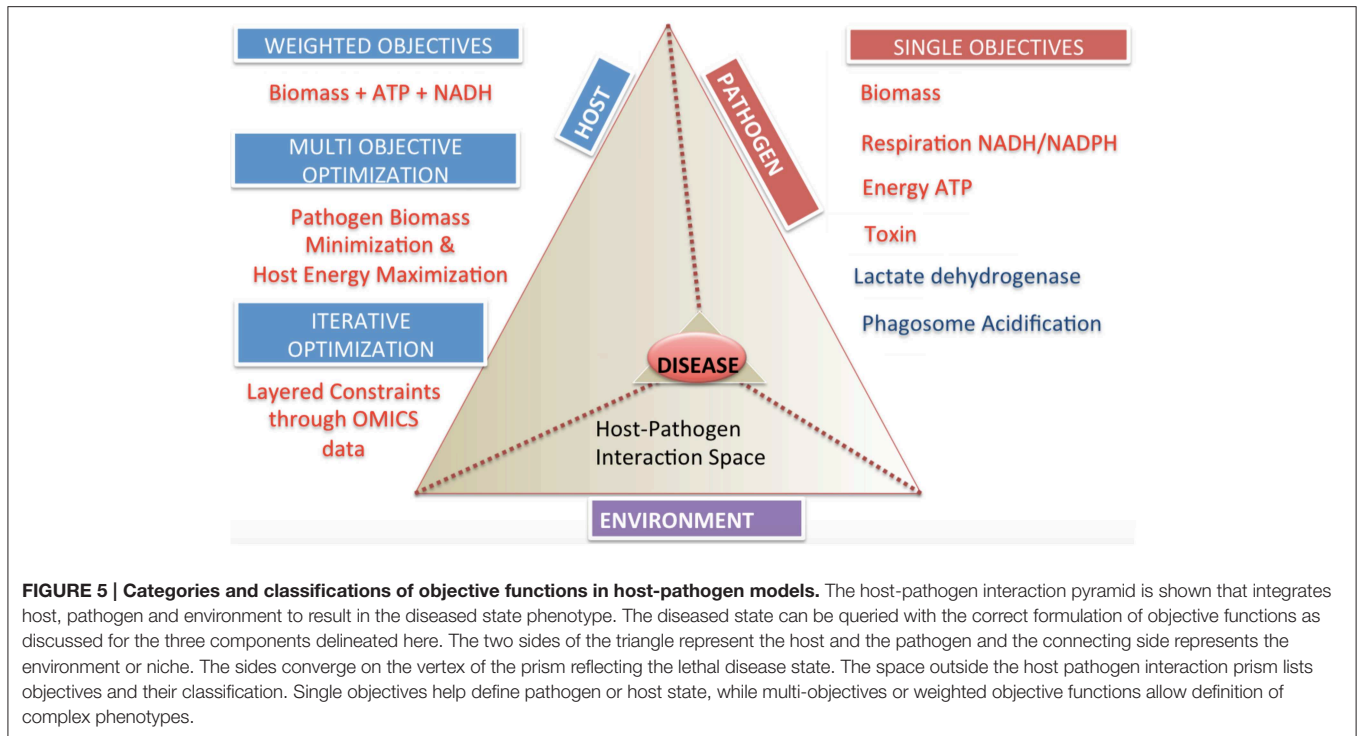 WEIGHTED OBJECTIVES
Biomass + ATP + NADH
MULTI OBJECTIVE
OPTIMIZATION
Pathogen Biomass
Minimization &
Host Energy Maximization
ITERATIVE
OPTIMIZATION
Layered Constraints
through OMICS
data
HOST
PATHOGEN
DISEASE
Host-Pathogen
Interaction Space
ENVIRONMENT
SINGLE OBJECTIVES
Biomass
Respiration NADH/NADPH
Energy ATP
Toxin
Lactate dehydrogenase
Phagosome Acidification
FIGURE 5 | Categories and classifications of objective functions in host-pathogen models. The host-pathogen interaction pyramid is shown that integrates
host, pathogen and environment to result in the diseased state phenotype. The diseased state can be queried with the correct formulation of objective functions as
discussed for the three components delineated here. The two sides of the triangle represent the host and the pathogen and the connecting side represents the
environment or niche. The sides converge on the vertex of the prism reflecting the lethal disease state. The space outside the host pathogen interaction prism lists
objectives and their classification. Single objectives help define pathogen or host state, while multi-objectives or weighted objective functions allow definition of
complex phenotypes.